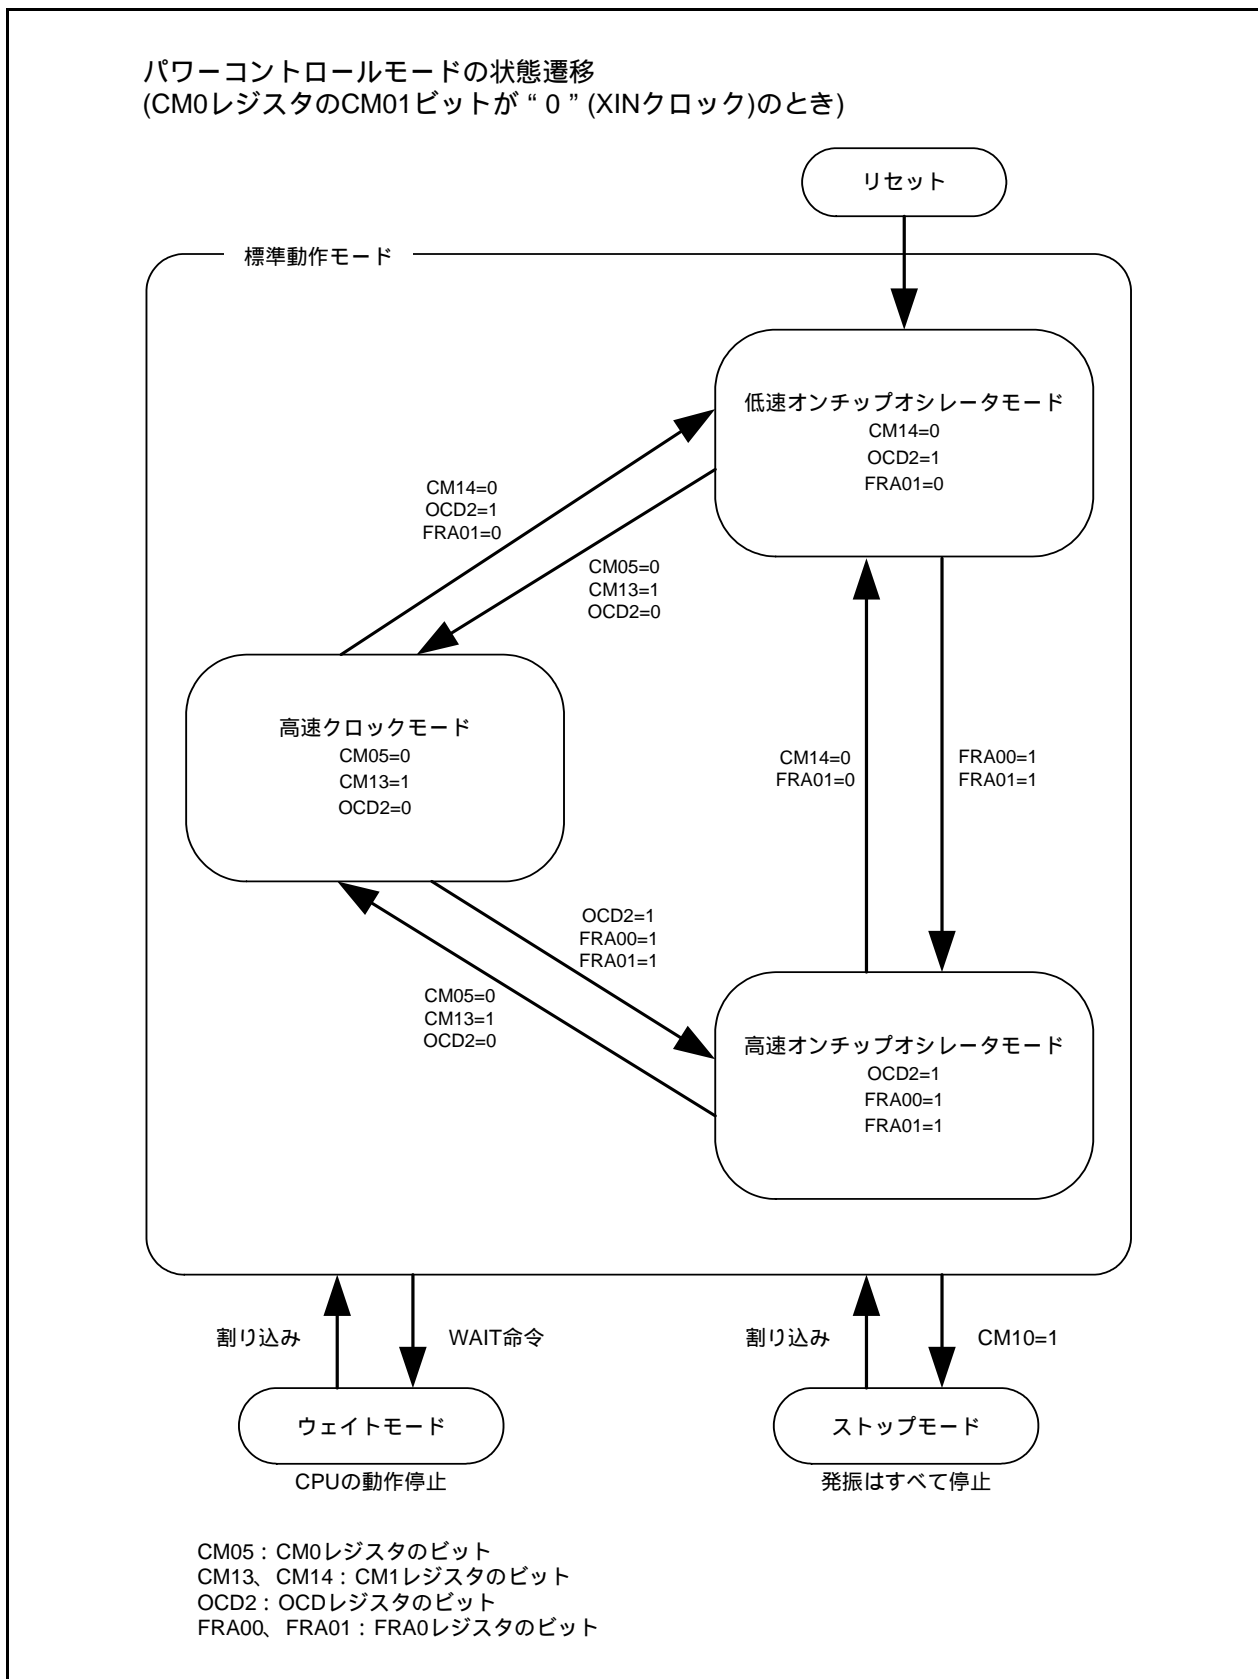 パワーコントロールモードの状態遷移
(CM0レジスタのCM01ビットが“0”(XINクロック)のとき)
リセット
標準動作モード
低速オンチップオシレータモード
CM14=0
OCD2=1
FRA01=0
CM14=0
OCD2=1
FRA01=0
CM05=0
CM13=1
OCD2=0
高速クロックモード
CM05=0
CM13=1
OCD2=0
CM14=0
FRA01=0
FRA00=1
FRA01=1
OCD2=1
FRA00=1
FRA01=1
CM05=0
CM13=1
OCD2=0
高速オンチップオシレータモード
OCD2=1
FRA00=1
FRA01=1
割り込み
WAIT命令
割り込み
CM10=1
ウェイトモード
ストップモード
CPUの動作停止
発振はすべて停止
CM05：CM0レジスタのビット
CM13、CM14：CM1レジスタのビット
OCD2：OCDレジスタのビット
FRA00、FRA01：FRA0レジスタのビット